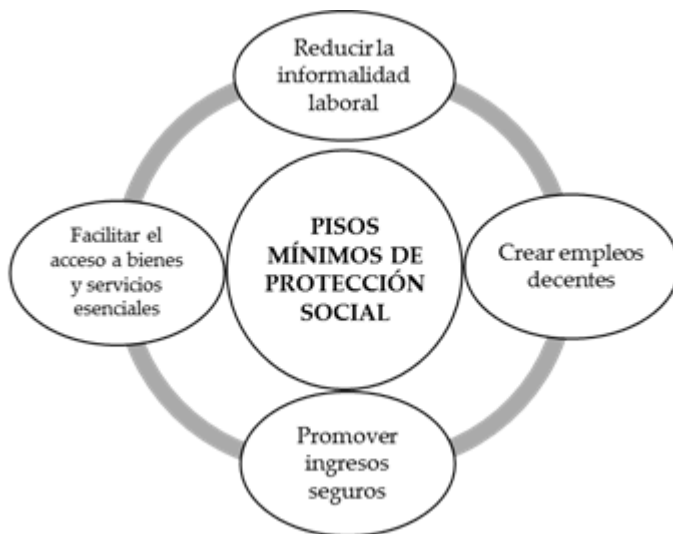 Reducir la
informalidad
laboral
Facilitar el
acceso a bienes
y servicios
esenciales
PISOS
MÍNIMOS DE
PROTECCIÓN
SOCIAL
Crear empleos
decentes
Promover
ingresos
seguros